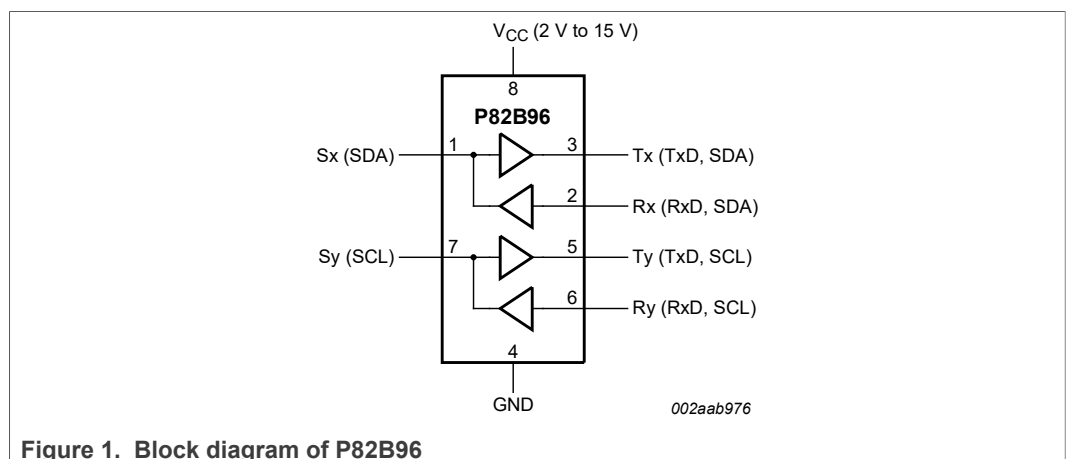 VCC (2 V to 15 V)
8
P82B96
Sx (SDA) 1 3 Tx (TxD, SDA)
2 Rx (RxD, SDA)
Sy (SCL) 7 5 Ty (TxD, SCL)
6 Ry (RxD, SCL)
4
GND
002aab976
Figure 1. Block diagram of P82B96